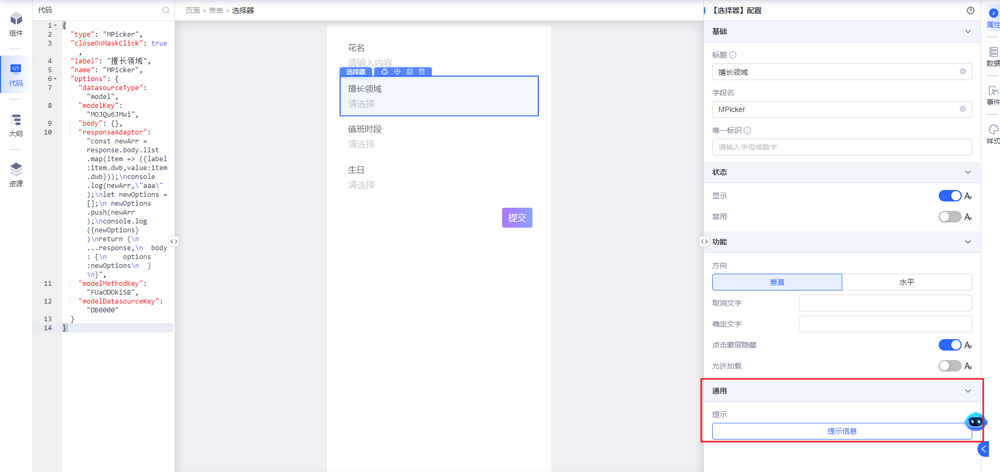 组件
代码
大纲
资源
代码
1
{
2
"type": "MPicker",
3
"closeOnMaskClick": true
,
4
"label": "擅长领域",
5
"name": "MPicker",
6
"options": {
7
"datasourceType":
"model",
8
"modelKey":
"MOJQu6JMwi",
9
"body": {},
10
"responseAdaptor":
"const newArr =
response.body.list
.map(item => ({label
:item.dwb,value:item
.dwb}));\nconsole
.log(newArr,\"aaa\"
);\nlet newOptions =
[];\n newOptions
.push(newArr
);\nconsole.log
({newOptions}
)\nreturn {\n
...response,\n  body
: {\n    options
:newOptions\n  }
\n}",
11
"modelMethodKey":
"FUaODOkiSB",
12
"modelDatasourceKey":
"DB0000"
13
}
14
}
页面 > 表单 > 选择器
花名
请输入内容
选择器
擅长领域
请选择
值班时段
请选择
生日
请选择
提交
【选择器】配置
基础
标题
擅长领域
字段名
MPicker
唯一标识
请输入字母或数字
状态
显示
禁用
功能
方向
垂直 水平
取消文字
确定文字
点击蒙层隐藏
允许加载
通用
提示
提示信息
属性
数据
事件
样式